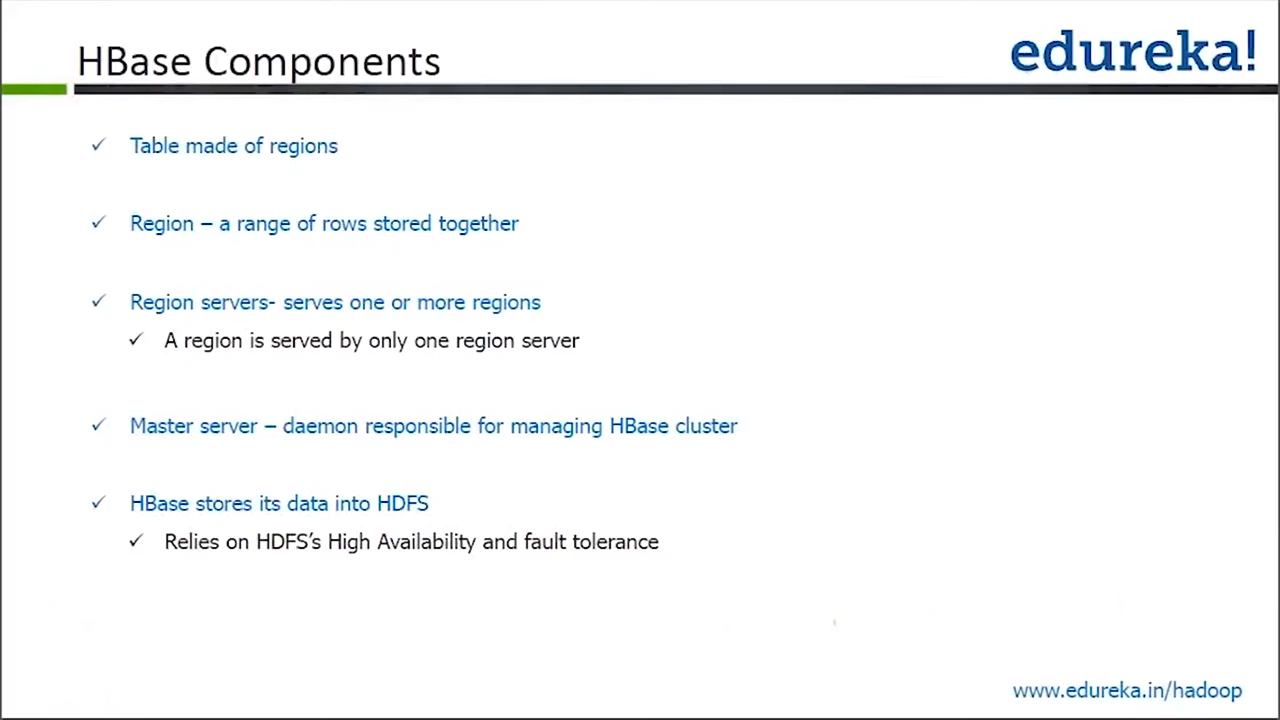 HBase Components
edureka!
Table made of regions
Region – a range of rows stored together
Region servers- serves one or more regions
A region is served by only one region server
Master server – daemon responsible for managing HBase cluster
HBase stores its data into HDFS
Relies on HDFS’s High Availability and fault tolerance
www.edureka.in/hadoop